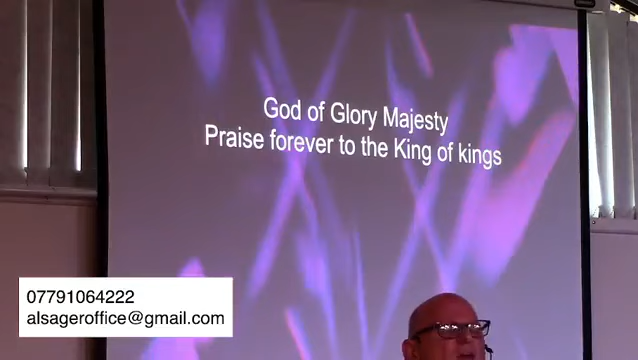 God of Glory Majesty
Praise forever to the King of kings
07791064222
alsageroffice@gmail.com